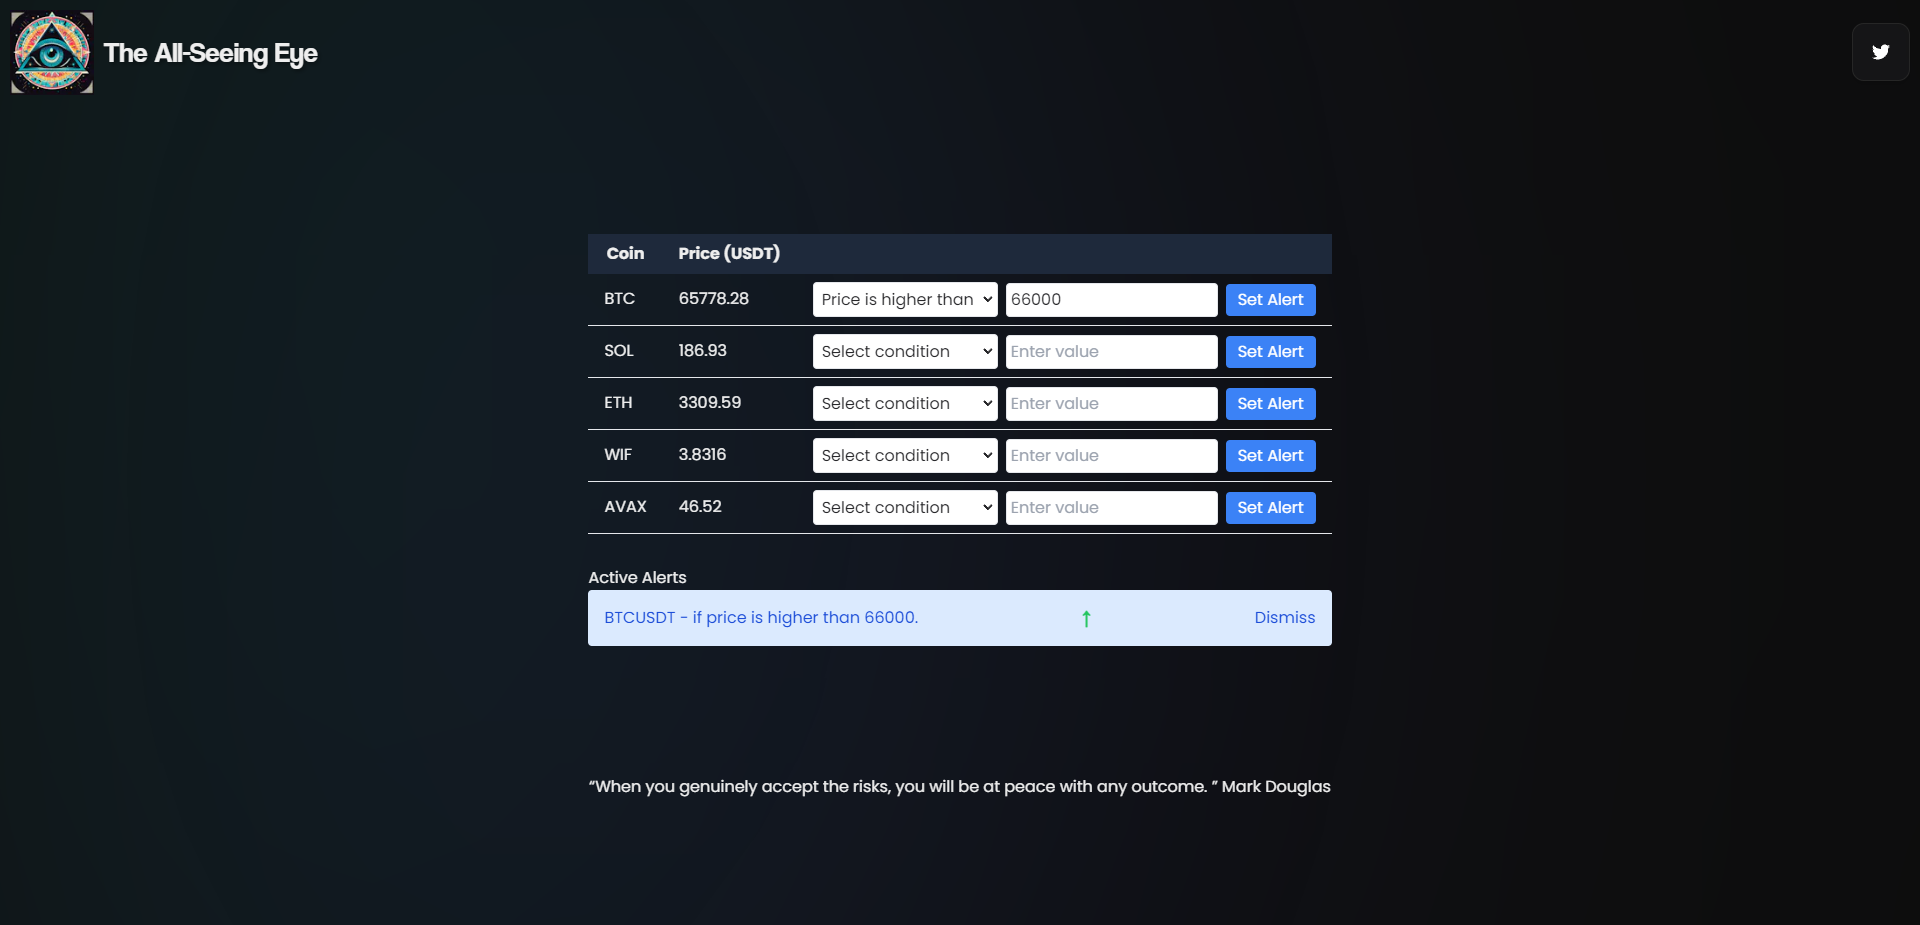 The All-Seeing Eye
Coin Price (USDT)
BTC 65778.28 Price is higher than 66000 Set Alert
SOL 186.93 Select condition Enter value Set Alert
ETH 3309.59 Select condition Enter value Set Alert
WIF 3.8316 Select condition Enter value Set Alert
AVAX 46.52 Select condition Enter value Set Alert
Active Alerts
BTCUSDT - if price is higher than 66000. ↑ Dismiss
“When you genuinely accept the risks, you will be at peace with any outcome. ” Mark Douglas